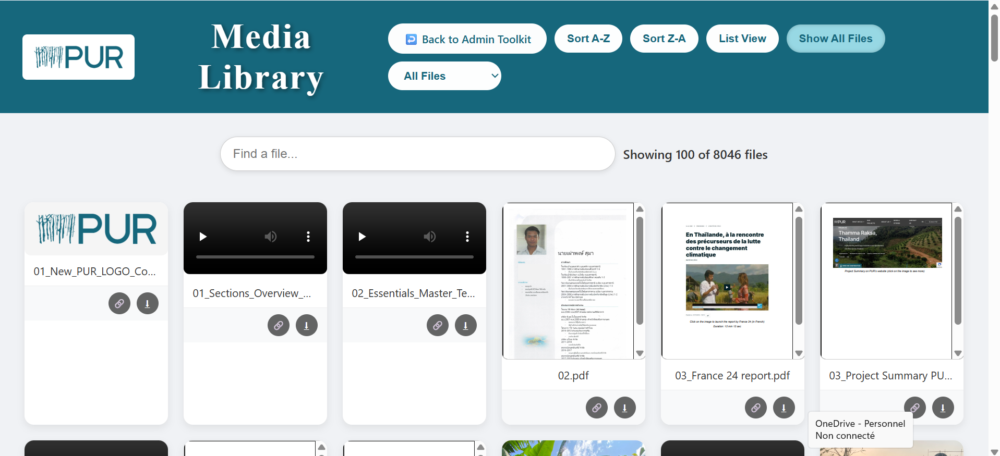 PUR
Media
Library
Back to Admin Toolkit
Sort A-Z
Sort Z-A
List View
Show All Files
All Files
Find a file...
Showing 100 of 8046 files
PUR
01_New_PUR_LOGO_Co...
01_Sections_Overview_...
02_Essentials_Master_Te...
นายเผ่าพงษ์ สุมา
02.pdf
En Thaïlande, à la rencontre
des précurseurs de la lutte
contre le changement
climatique
Click on the image to launch the report by France 24 (in French)
Duration: 12 min 13 sec
03_France 24 report.pdf
PUR
Thamma Raksa,
Thailand
Project Summary on PUR's website (click on the image to see more)
03_Project Summary PU...
OneDrive - Personnel
Non connecté